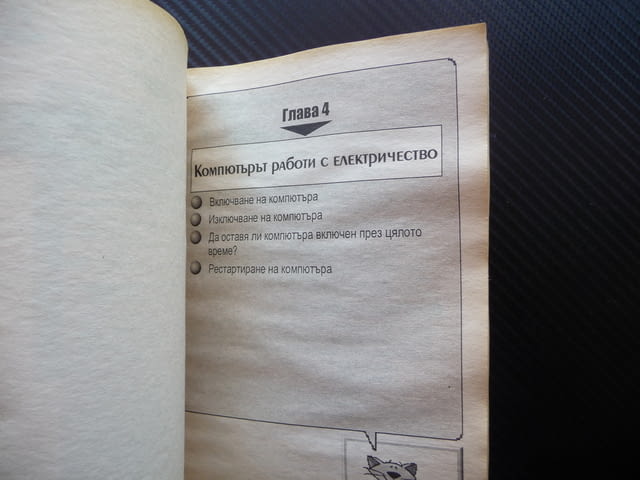 Глава 4
Компютърът работи с електричество
Включване на компютъра
Изключване на компютъра
Да оставя ли компютъра включен през цялото
време?
Рестартиране на компютъра